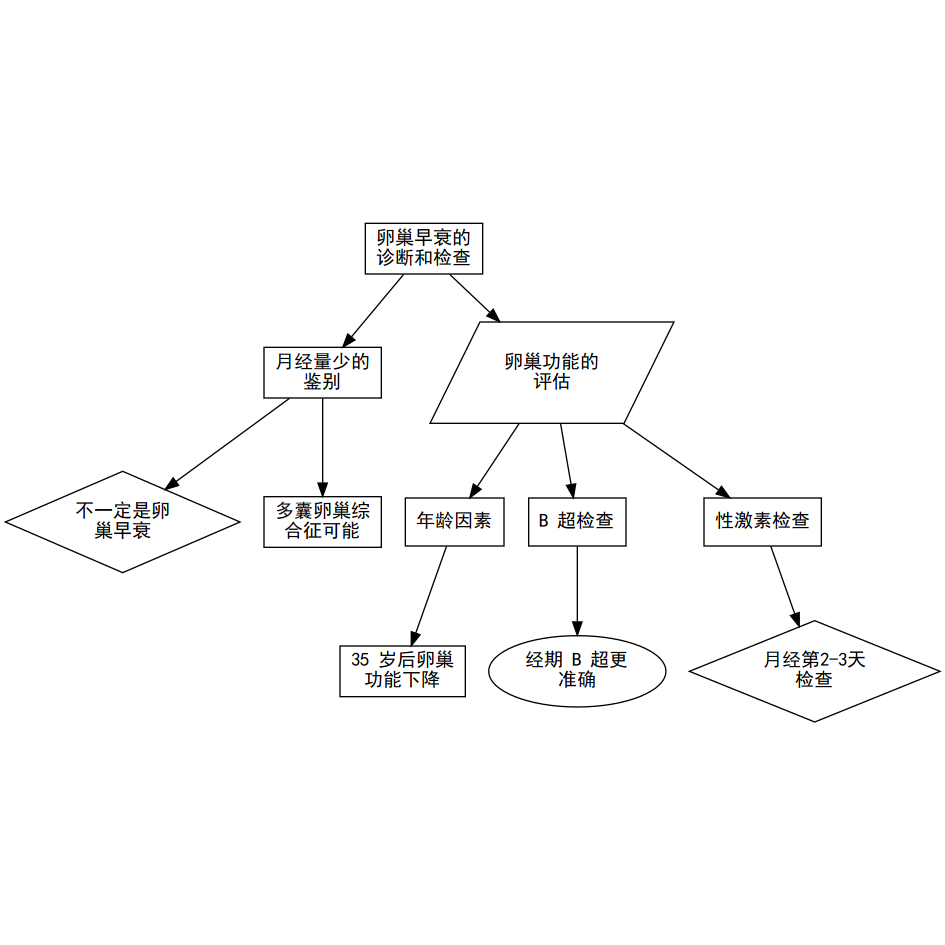 卵巢早衰的
诊断和检查
月经量少的
鉴别
卵巢功能的
评估
不一定是卵
巢早衰
多囊卵巢综
合征可能
年龄因素
B 超检查
性激素检查
35 岁后卵巢
功能下降
经期 B 超更
准确
月经第2-3天
检查